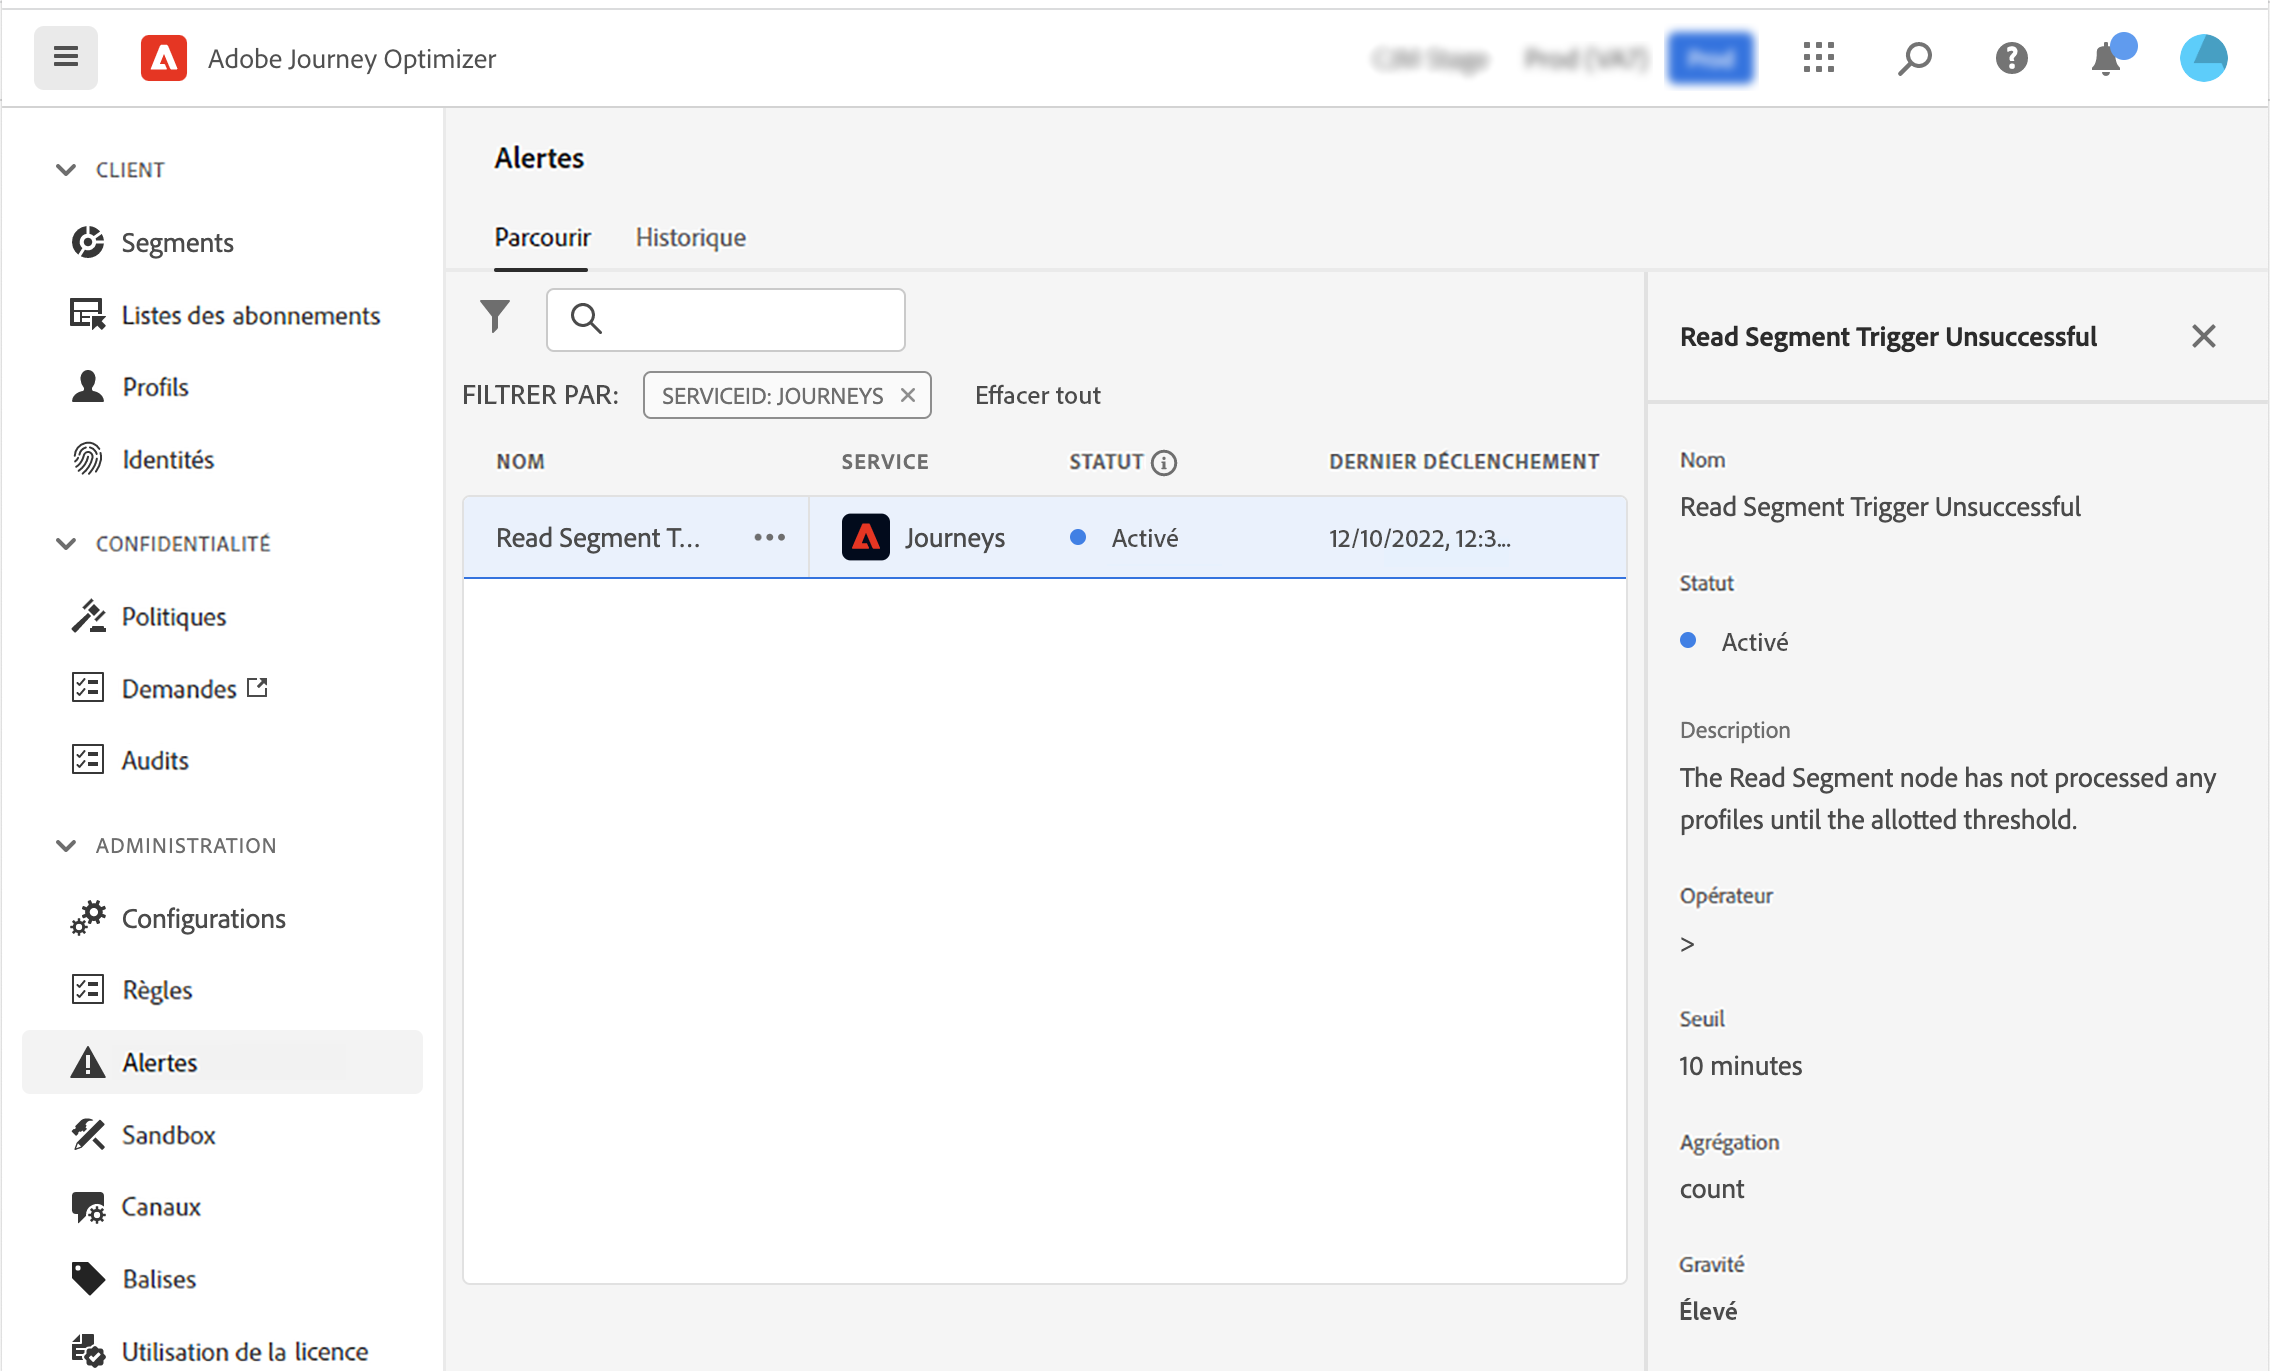 Adobe Journey Optimizer
CLIENT
Segments
Listes des abonnements
Profils
Identités
CONFIDENTIALITÉ
Politiques
Demandes
Audits
ADMINISTRATION
Configurations
Règles
Alertes
Sandbox
Canaux
Balises
Utilisation de la licence
Alertes
Parcourir Historique
FILTRER PAR: SERVICEID: JOURNEYS Effacer tout
NOM SERVICE STATUT DERNIER DÉCLENCHEMENT
Read Segment T... Journeys Activé 12/10/2022, 12:3...
Read Segment Trigger Unsuccessful
Nom
Read Segment Trigger Unsuccessful
Statut
Activé
Description
The Read Segment node has not processed any
profiles until the allotted threshold.
Opérateur
>
Seuil
10 minutes
Agrégation
count
Gravité
Élevé